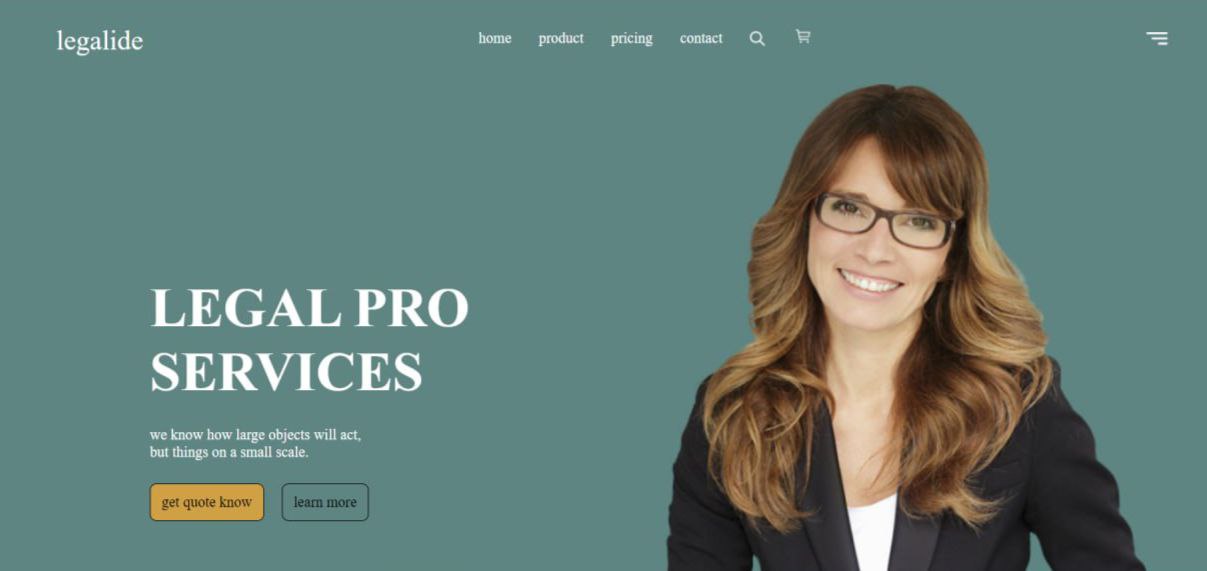 legalide
home product pricing contact
LEGAL PRO
SERVICES
we know how large objects will act,
but things on a small scale.
get quote know learn more